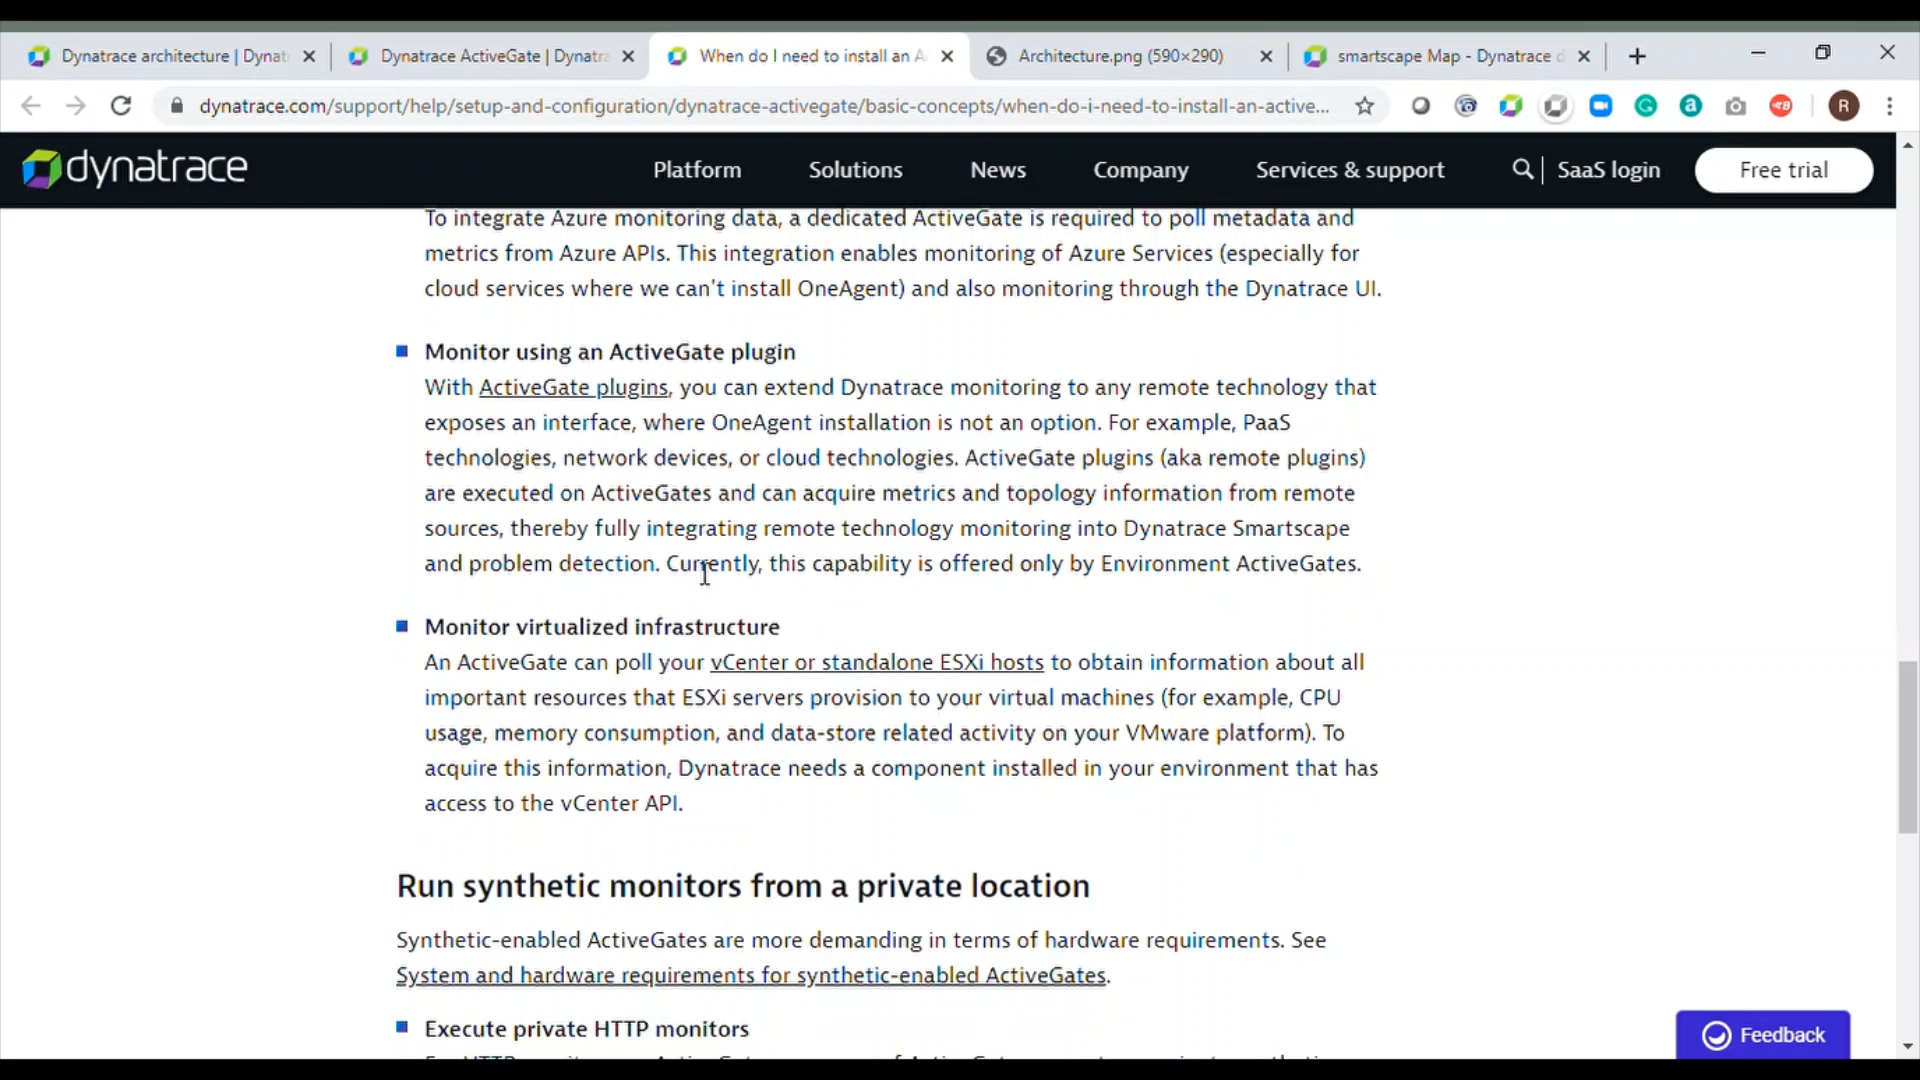 Dynatrace architecture | Dynat
Dynatrace ActiveGate | Dynatra
When do I need to install an A
Architecture.png (590×290)
smartscape Map - Dynatrace d
dynatrace.com/support/help/setup-and-configuration/dynatrace-activegate/basic-concepts/when-do-i-need-to-install-an-active...
R
dynatrace
Platform
Solutions
News
Company
Services & support
SaaS login
Free trial
To integrate Azure monitoring data, a dedicated ActiveGate is required to poll metadata and
metrics from Azure APIs. This integration enables monitoring of Azure Services (especially for
cloud services where we can't install OneAgent) and also monitoring through the Dynatrace UI.
Monitor using an ActiveGate plugin
With ActiveGate plugins, you can extend Dynatrace monitoring to any remote technology that
exposes an interface, where OneAgent installation is not an option. For example, PaaS
technologies, network devices, or cloud technologies. ActiveGate plugins (aka remote plugins)
are executed on ActiveGates and can acquire metrics and topology information from remote
sources, thereby fully integrating remote technology monitoring into Dynatrace Smartscape
and problem detection. Currently, this capability is offered only by Environment ActiveGates.
Monitor virtualized infrastructure
An ActiveGate can poll your vCenter or standalone ESXi hosts to obtain information about all
important resources that ESXi servers provision to your virtual machines (for example, CPU
usage, memory consumption, and data-store related activity on your VMware platform). To
acquire this information, Dynatrace needs a component installed in your environment that has
access to the vCenter API.
Run synthetic monitors from a private location
Synthetic-enabled ActiveGates are more demanding in terms of hardware requirements. See
System and hardware requirements for synthetic-enabled ActiveGates.
Execute private HTTP monitors
Feedback